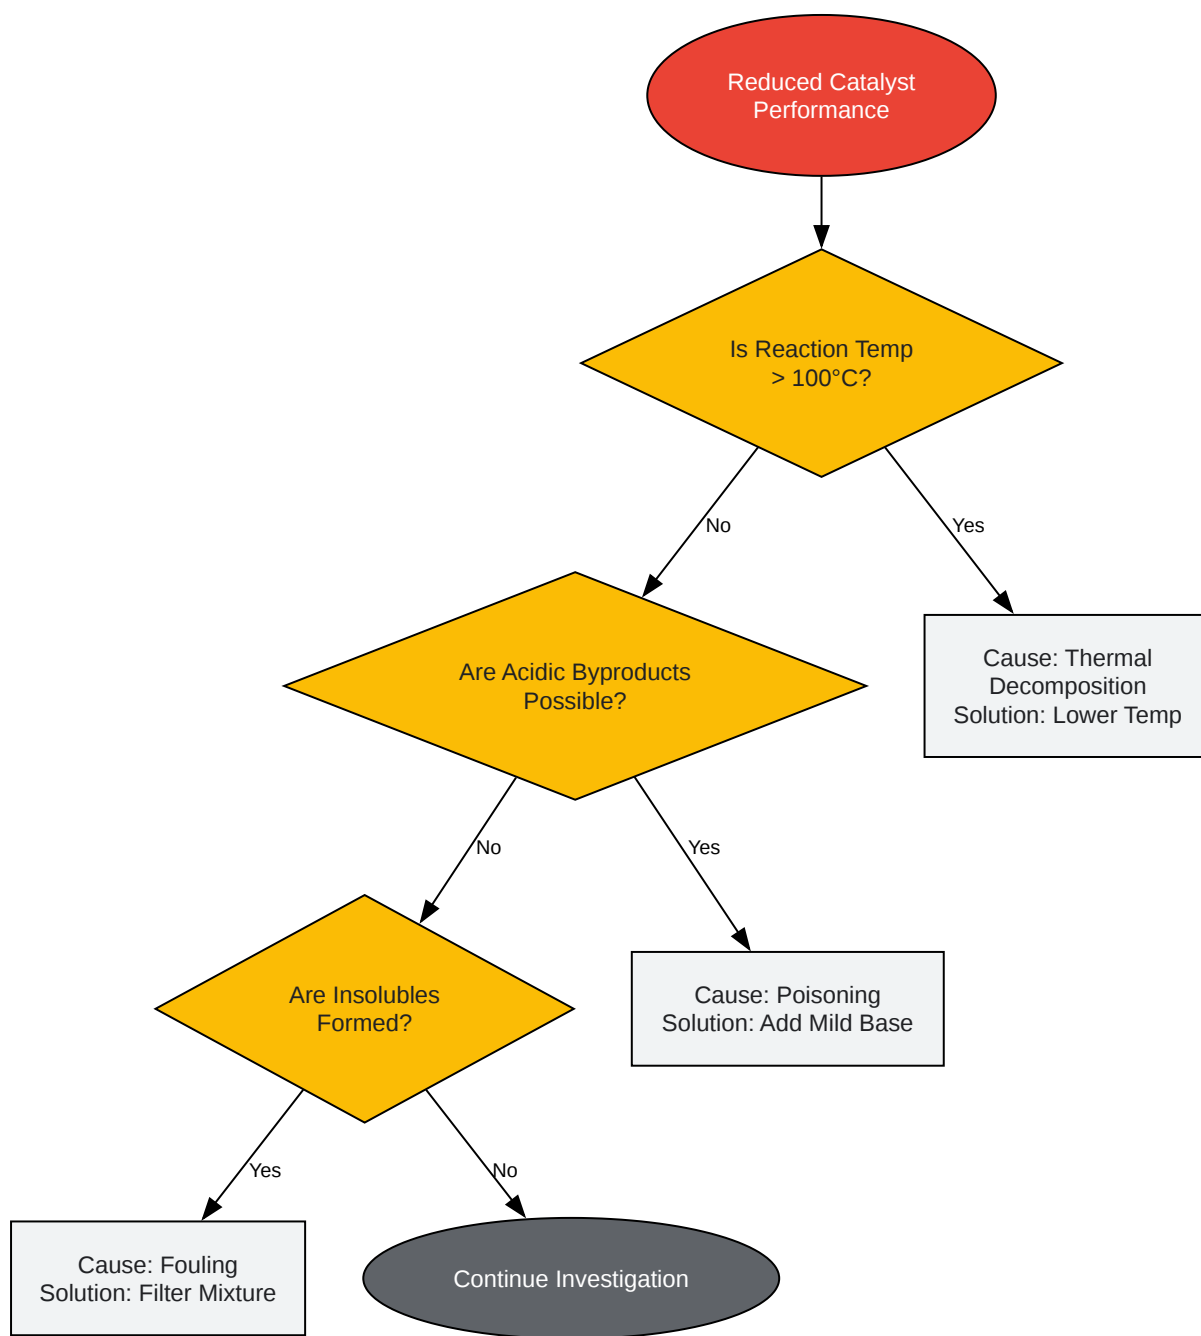 Reduced Catalyst
Performance
Is Reaction Temp
> 100°C?
No
Yes
Are Acidic Byproducts
Possible?
Cause: Thermal
Decomposition
Solution: Lower Temp
No
Yes
Are Insolubles
Formed?
Cause: Poisoning
Solution: Add Mild Base
Yes
No
Cause: Fouling
Solution: Filter Mixture
Continue Investigation